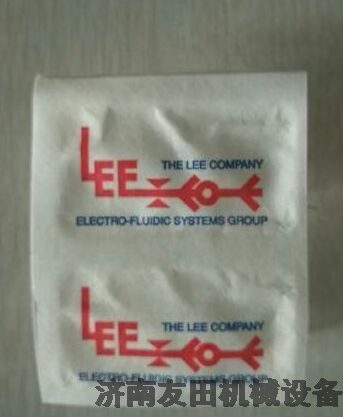 LEE
THE LEE COMPANY
ELECTRO-FLUIDIC SYSTEMS GROUP
LEE
THE LEE COMPANY
ELECTRO-FLUIDIC SYSTEMS GROUP
济南友田机械设备